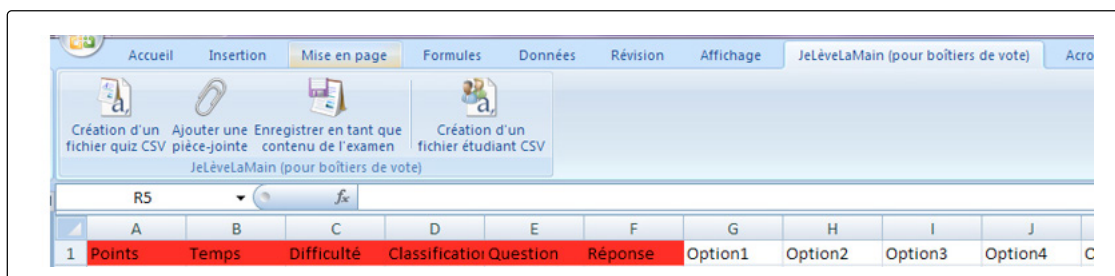 Accueil Insertion Mise en page Formules Données Révision Affichage JeLèveLaMain (pour boîtiers de vote) Acro
Création d'un Ajouter une Enregistrer en tant que Création d'un
fichier quiz CSV pièce-jointe contenu de l'examen fichier étudiant CSV
JeLèveLaMain (pour boîtiers de vote)
R5 fx
A B C D E F G H I J
1 Points Temps Difficulté Classification Question Réponse Option1 Option2 Option3 Option4